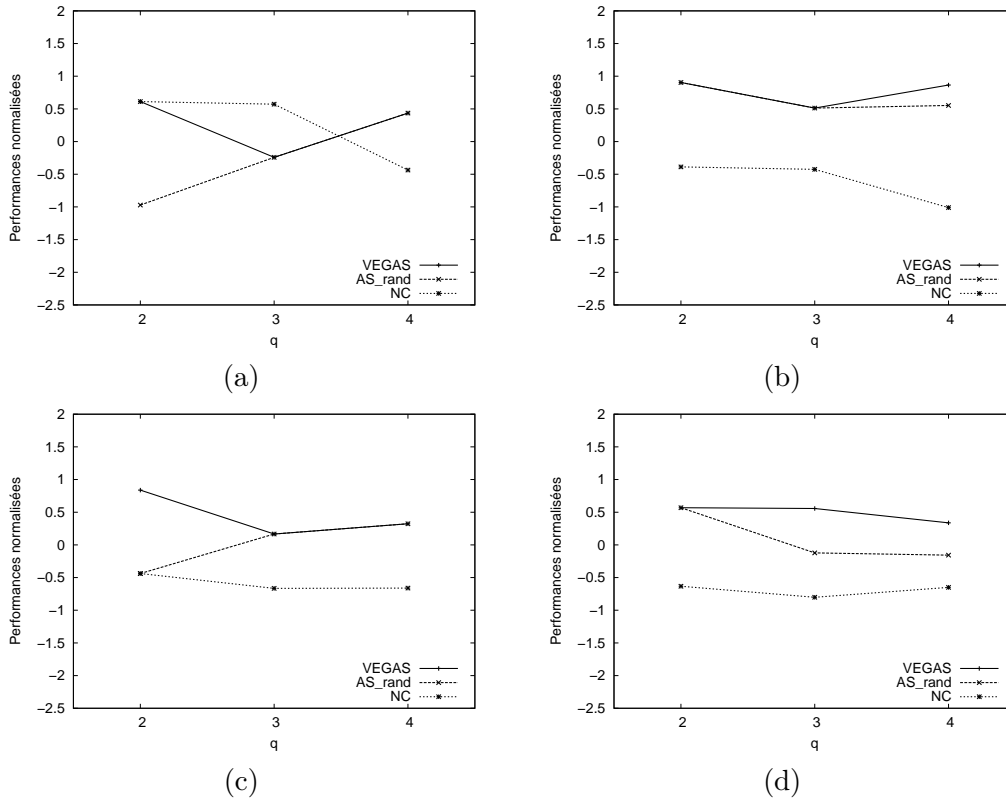 Performances normalisées
2
1.5
1
0.5
0
−0.5
−1
−1.5
−2
−2.5
VEGAS
AS_rand
NC
2 3 4
q
(a)
Performances normalisées
2
1.5
1
0.5
0
−0.5
−1
−1.5
−2
−2.5
VEGAS
AS_rand
NC
2 3 4
q
(b)
Performances normalisées
2
1.5
1
0.5
0
−0.5
−1
−1.5
−2
−2.5
VEGAS
AS_rand
NC
2 3 4
q
(c)
Performances normalisées
2
1.5
1
0.5
0
−0.5
−1
−1.5
−2
−2.5
VEGAS
AS_rand
NC
2 3 4
q
(d)